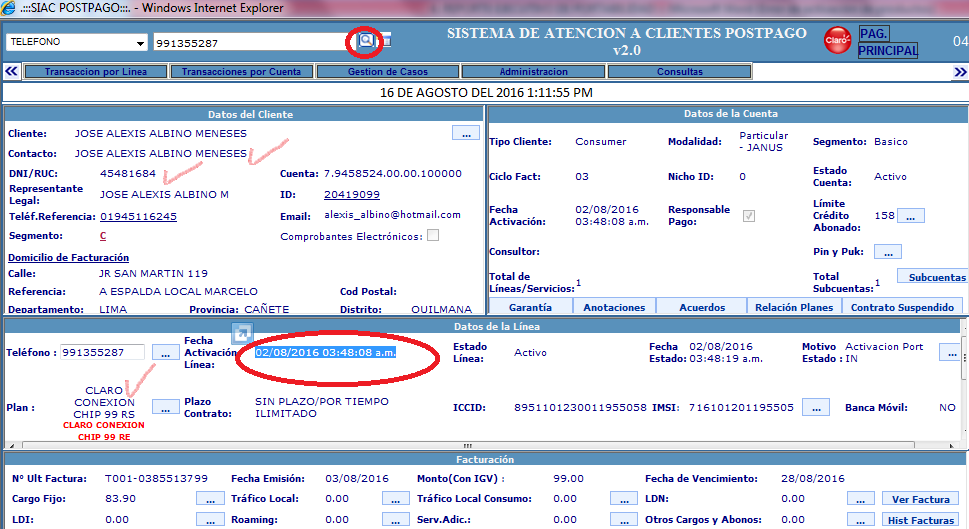 .:::SIAC POSTPAGO:::. - Windows Internet Explorer
TELEFONO 991355287
SISTEMA DE ATENCION A CLIENTES POSTPAGO v2.0
Claro
PAG. PRINCIPAL
04
Transaccion por Linea Transacciones por Cuenta Gestion de Casos Administracion Consultas
16 DE AGOSTO DEL 2016 1:11:55 PM
Datos del Cliente
Cliente: JOSE ALEXIS ALBINO MENESES ...
Contacto: JOSE ALEXIS ALBINO MENESES
DNI/RUC: 45481684 Cuenta: 7.9458524.00.00.100000
Representante Legal: JOSE ALEXIS ALBINO M ID: 20419099
Teléf.Referencia: 01945116245 Email: alexis_albino@hotmail.com
Segmento: C Comprobantes Electrónicos:
Domicilio de Facturación
Calle: JR SAN MARTIN 119
Referencia: A ESPALDA LOCAL MARCELO Cod Postal:
Departamento: LIMA Provincia: CAÑETE Distrito: QUILMANA
Datos de la Cuenta
Tipo Cliente: Consumer Modalidad: Particular - JANUS Segmento: Basico
Ciclo Fact: 03 Nicho ID: 0 Estado Cuenta: Activo
Fecha Activación: 02/08/2016 03:48:08 a.m. Responsable Pago: Límite Crédito Abonado: 158 ...
Consultor: Pin y Puk: ...
Total de Líneas/Servicios: 1 Total Subcuentas: 1 Subcuentas
Garantía Anotaciones Acuerdos Relación Planes Contrato Suspendido
Datos de la Línea
Teléfono : 991355287 ... Fecha Activación Línea: 02/08/2016 03:48:08 a.m. Estado Línea: Activo Fecha Estado: 02/08/2016 03:48:19 a.m. Motivo Estado : Activacion Port IN ...
Plan : CLARO CONEXION CHIP 99 RS ... Plazo Contrato: SIN PLAZO/POR TIEMPO ILIMITADO ICCID: 8951101230011955058 IMSI: 716101201195505 ... Banca Móvil: NO
CLARO CONEXION
CHIP 99 RE
Facturación
Nº Ult Factura: T001-0385513799 Fecha Emisión: 03/08/2016 Monto(Con IGV) : 99.00 Fecha de Vencimiento: 28/08/2016
Cargo Fijo: 83.90 ... Tráfico Local: 0.00 ... Tráfico Local Consumo: 0.00 ... LDN: 0.00 ... Ver Factura
LDI: 0.00 ... Roaming: 0.00 ... Serv.Adic.: 0.00 ... Otros Cargos y Abonos: 0.00 ... Hist Facturas